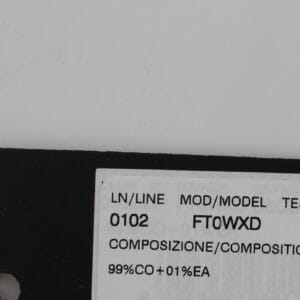 LN/LINE MOD/MODEL TE
0102 FT0WXD
COMPOSIZIONE/COMPOSITIO
99%CO+01%EA